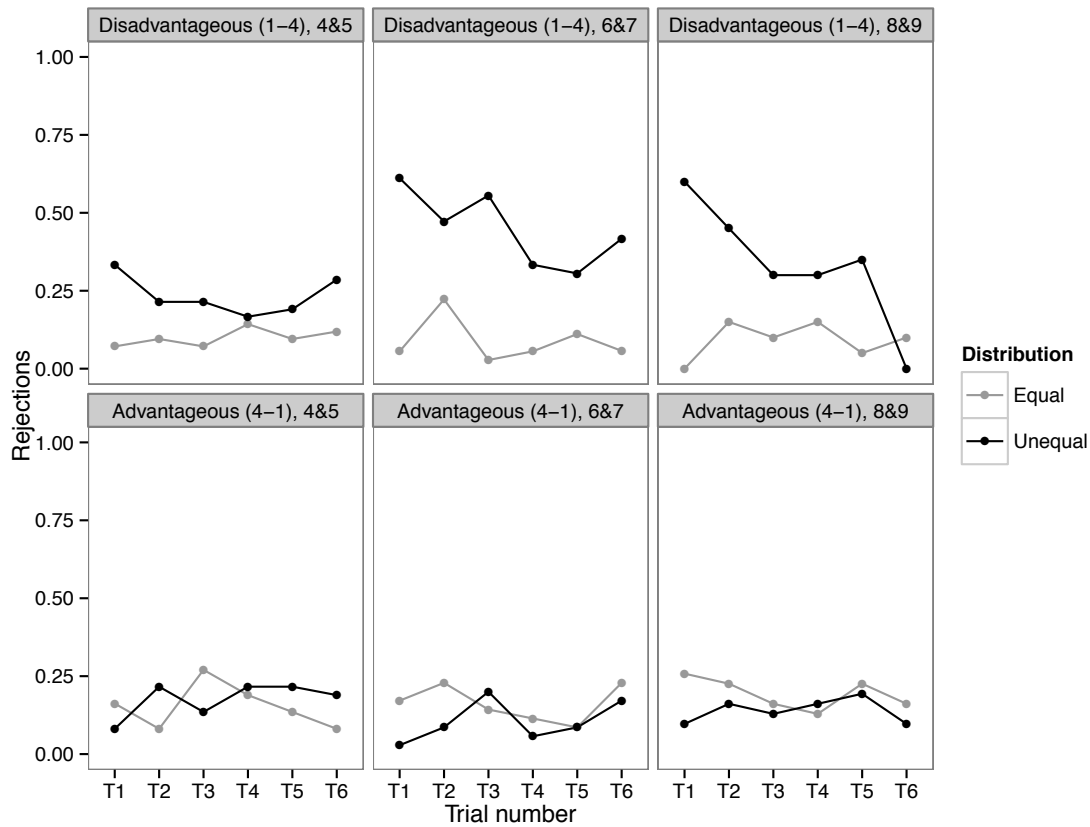 Disadvantageous (1−4), 4&5
Disadvantageous (1−4), 6&7
Disadvantageous (1−4), 8&9
1.00
0.75
0.50
0.25
0.00
Advantageous (4−1), 4&5
Advantageous (4−1), 6&7
Advantageous (4−1), 8&9
1.00
0.75
0.50
0.25
0.00
Rejections
T1 T2 T3 T4 T5 T6
T1 T2 T3 T4 T5 T6
T1 T2 T3 T4 T5 T6
Trial number
Distribution
Equal
Unequal